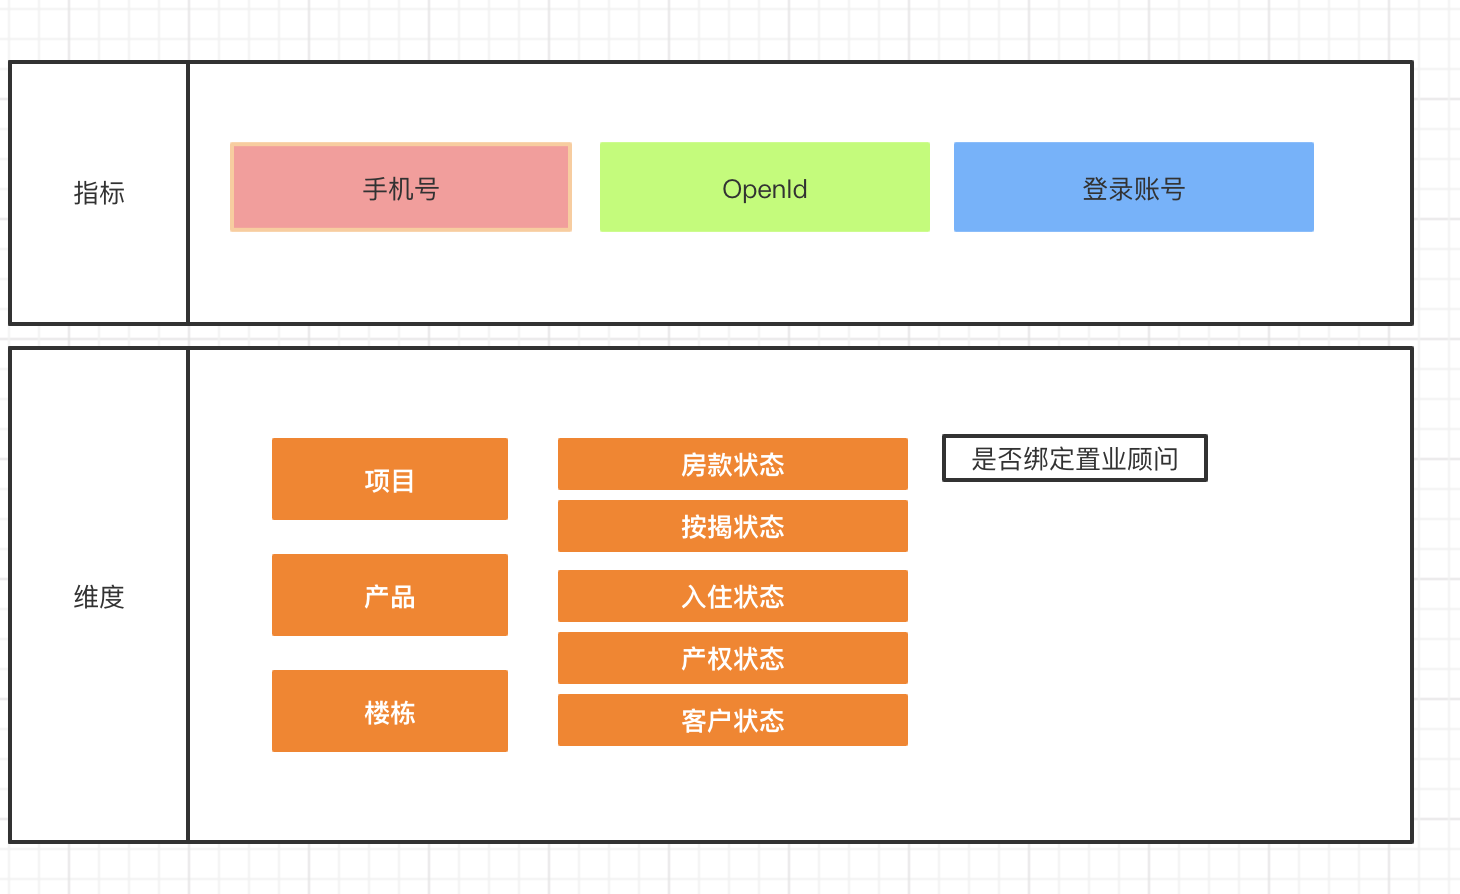 指标
手机号
OpenId
登录账号
维度
项目
产品
楼栋
房款状态
按揭状态
入住状态
产权状态
客户状态
是否绑定置业顾问